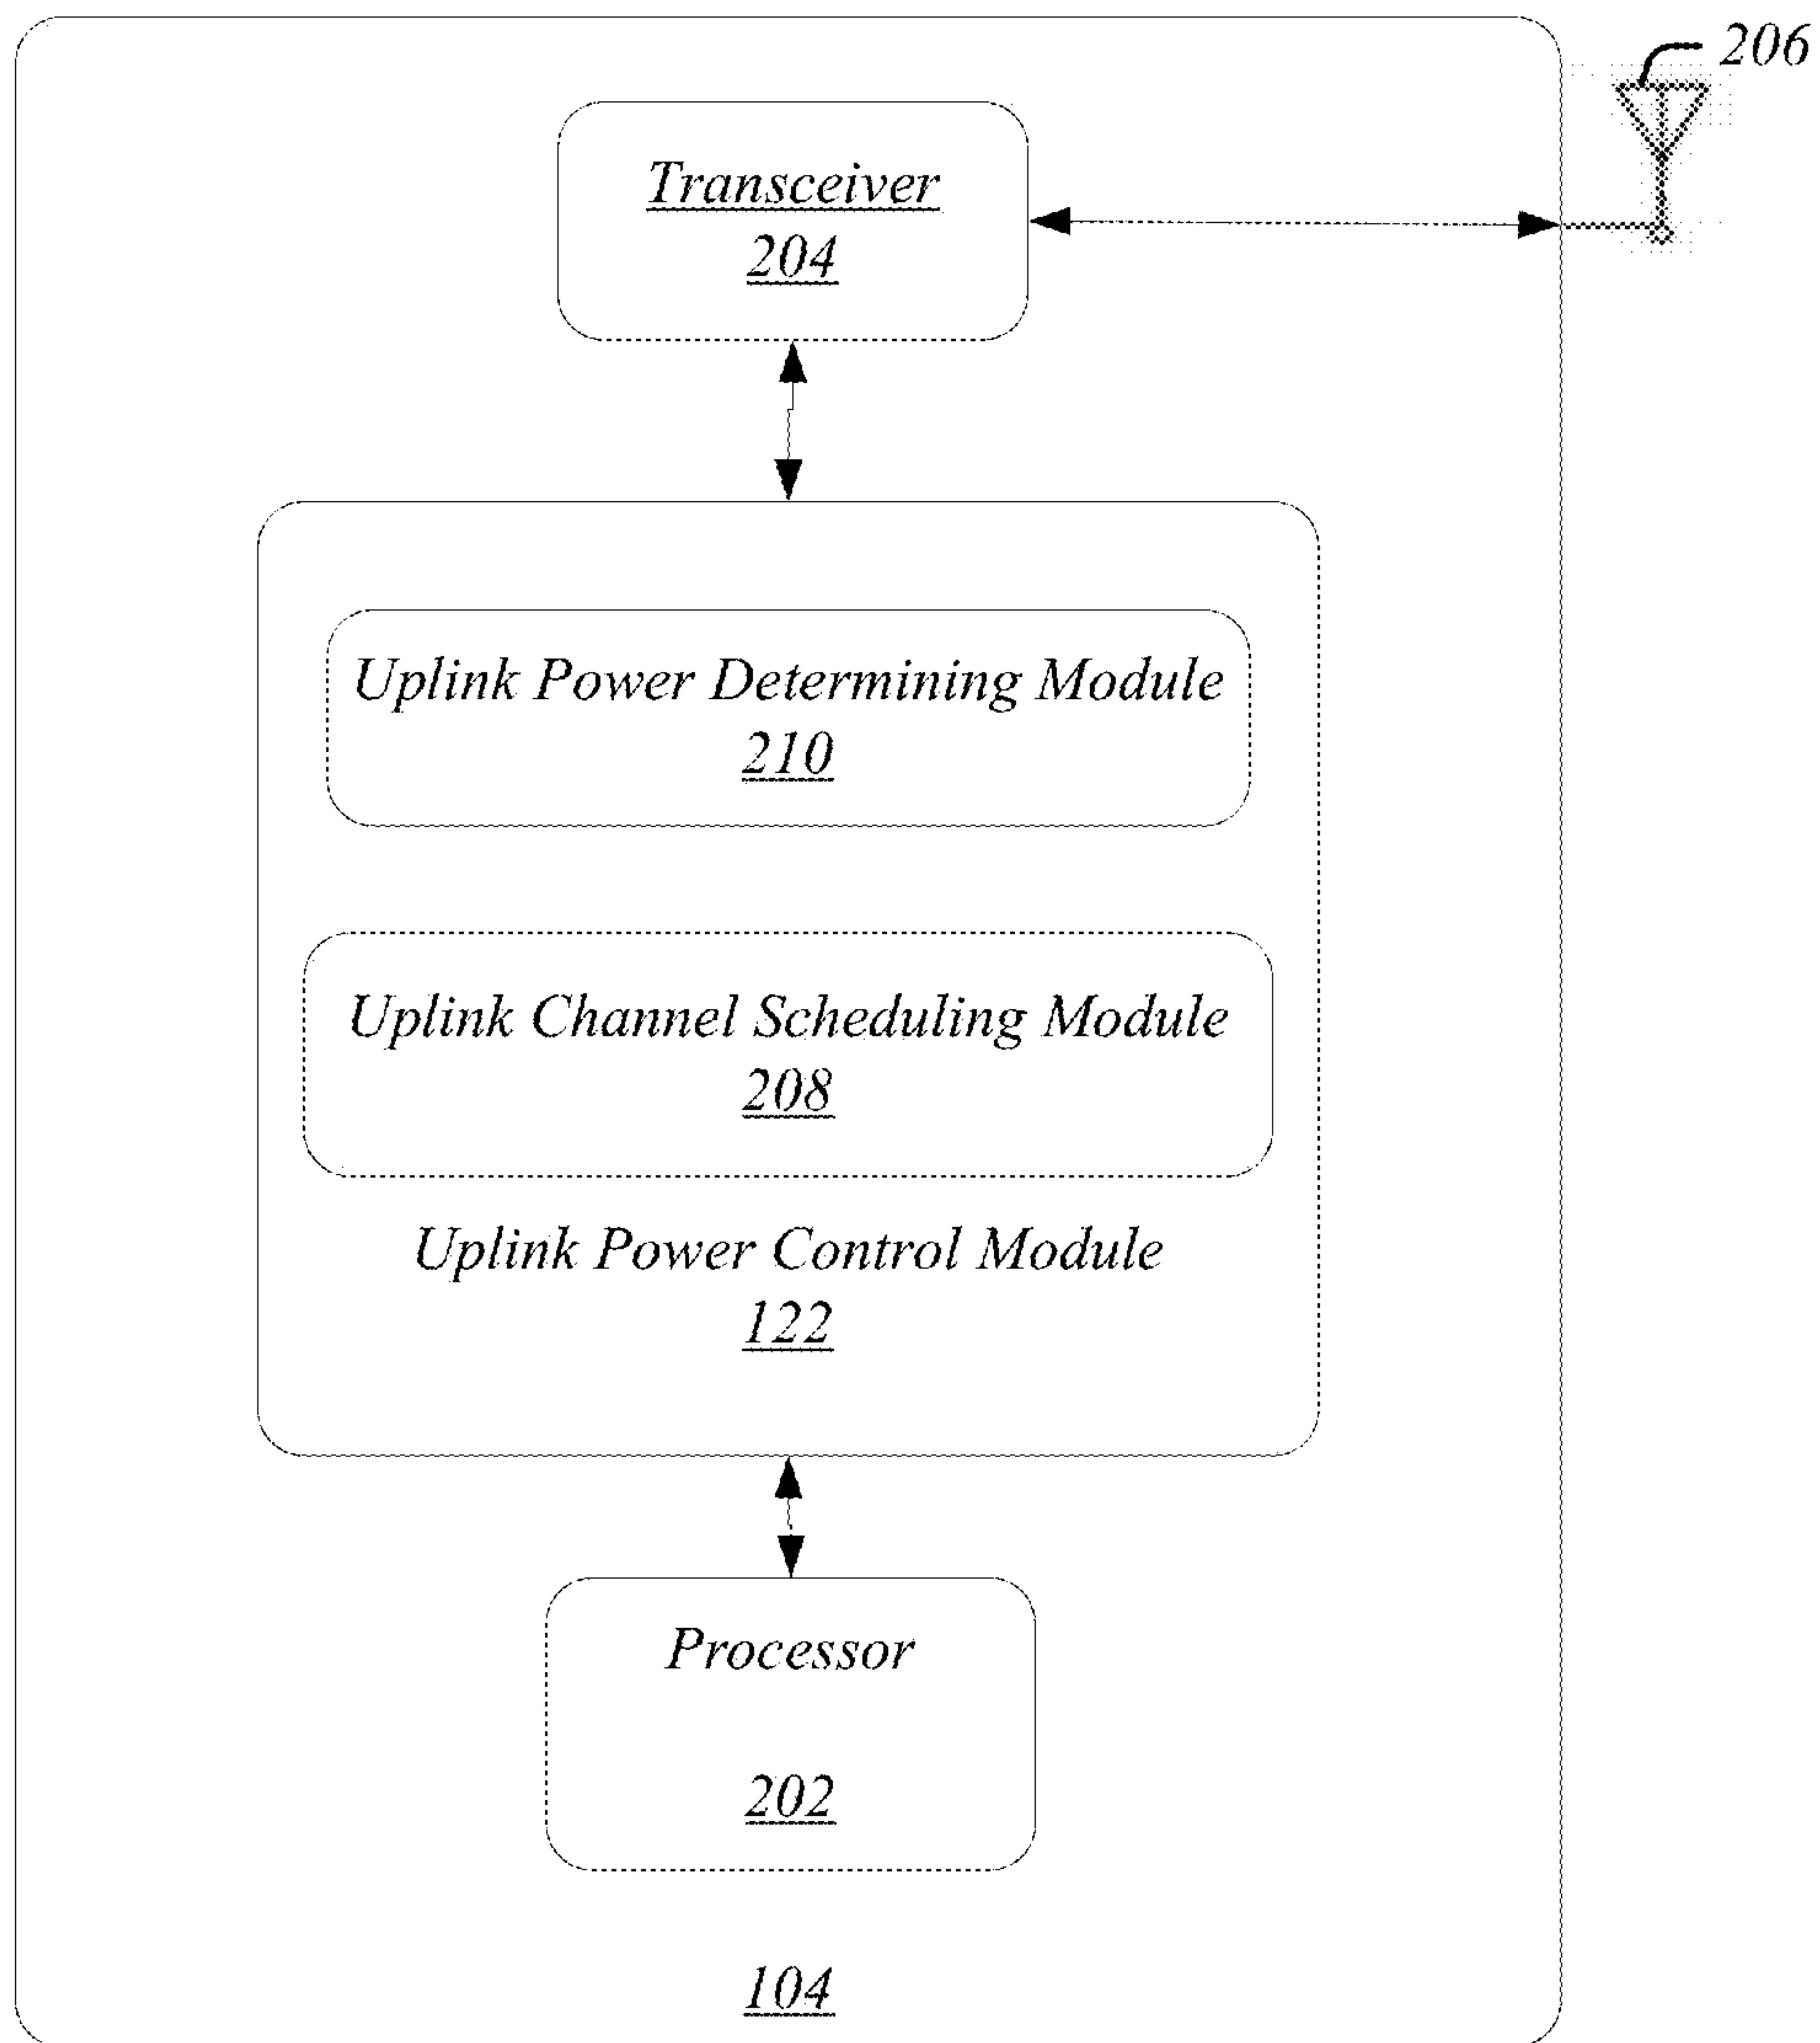 206
Transceiver
204
Uplink Power Determining Module
210
Uplink Channel Scheduling Module
208
Uplink Power Control Module
122
Processor
202
104